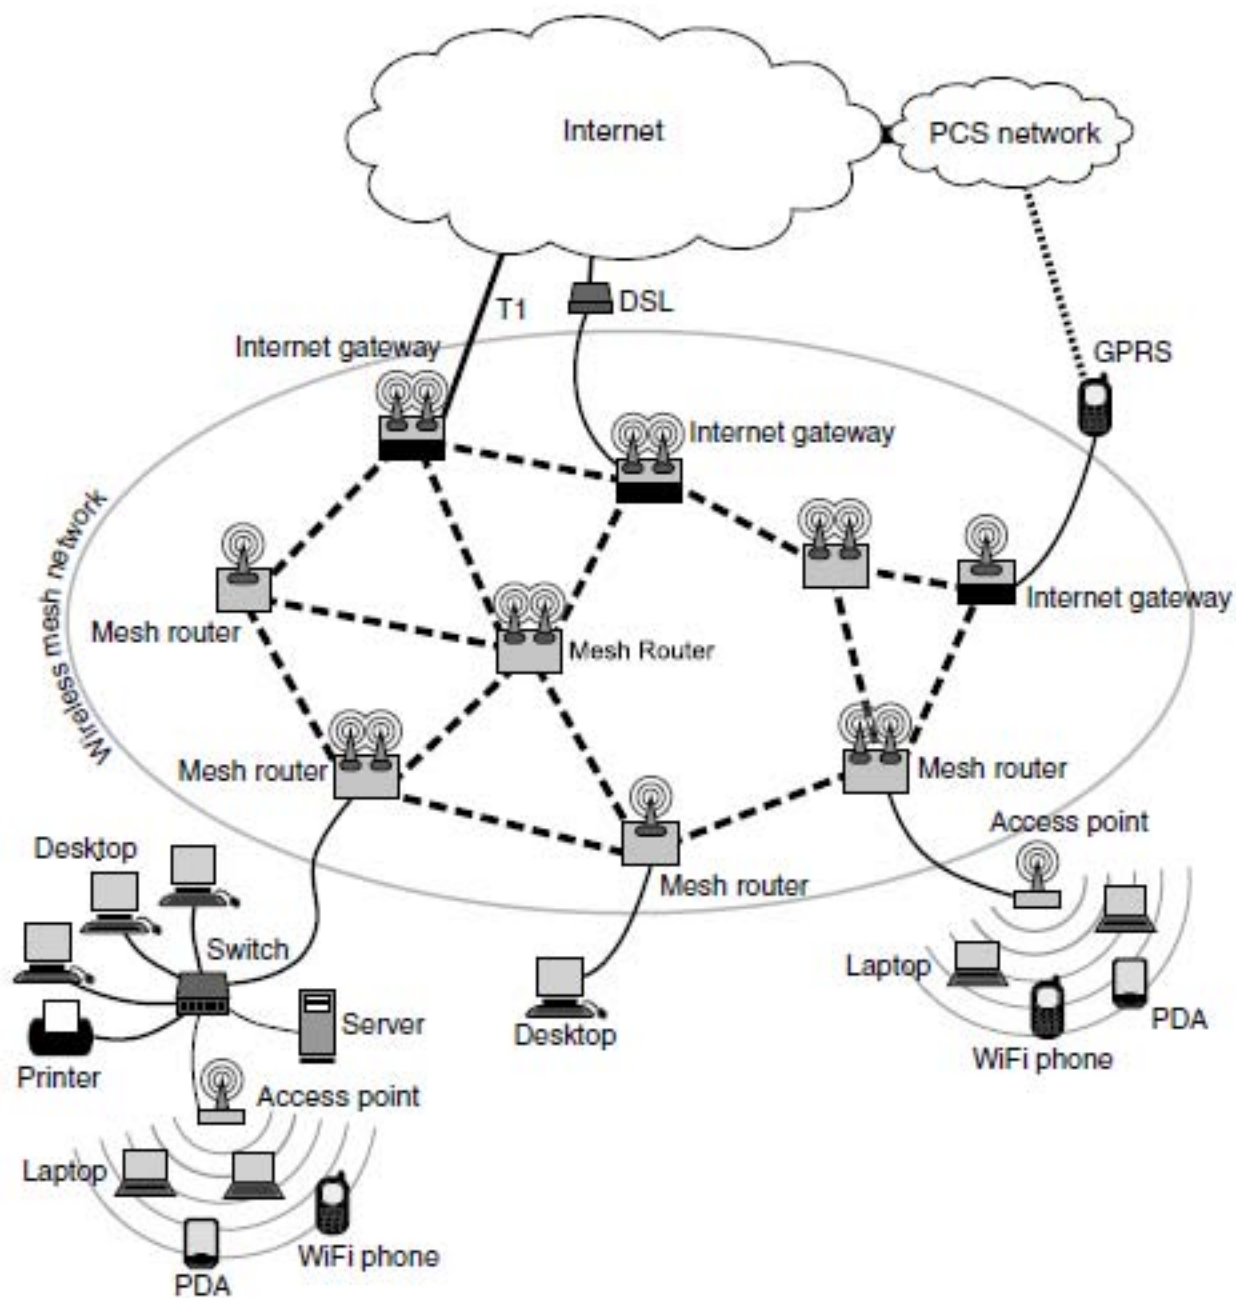 Internet
PCS network
T1
DSL
Internet gateway
GPRS
Internet gateway
Wireless mesh network
Internet gateway
Mesh router
Mesh Router
Mesh router
Mesh router
Access point
Desktop
Mesh router
Switch
Laptop
Server
Desktop
PDA
WiFi phone
Printer
Access point
Laptop
WiFi phone
PDA